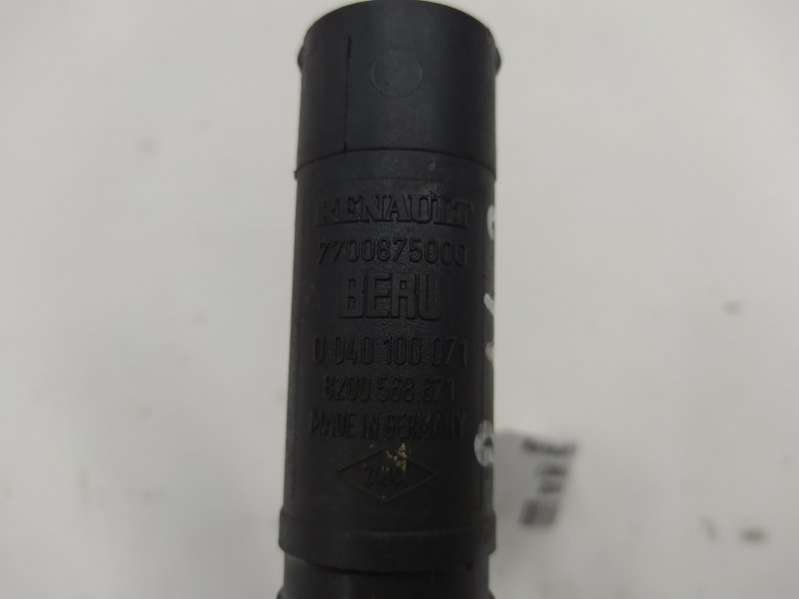 RENAULT
7700875000
BERU
0 040 100 071
8200 568 671
MADE IN GERMANY